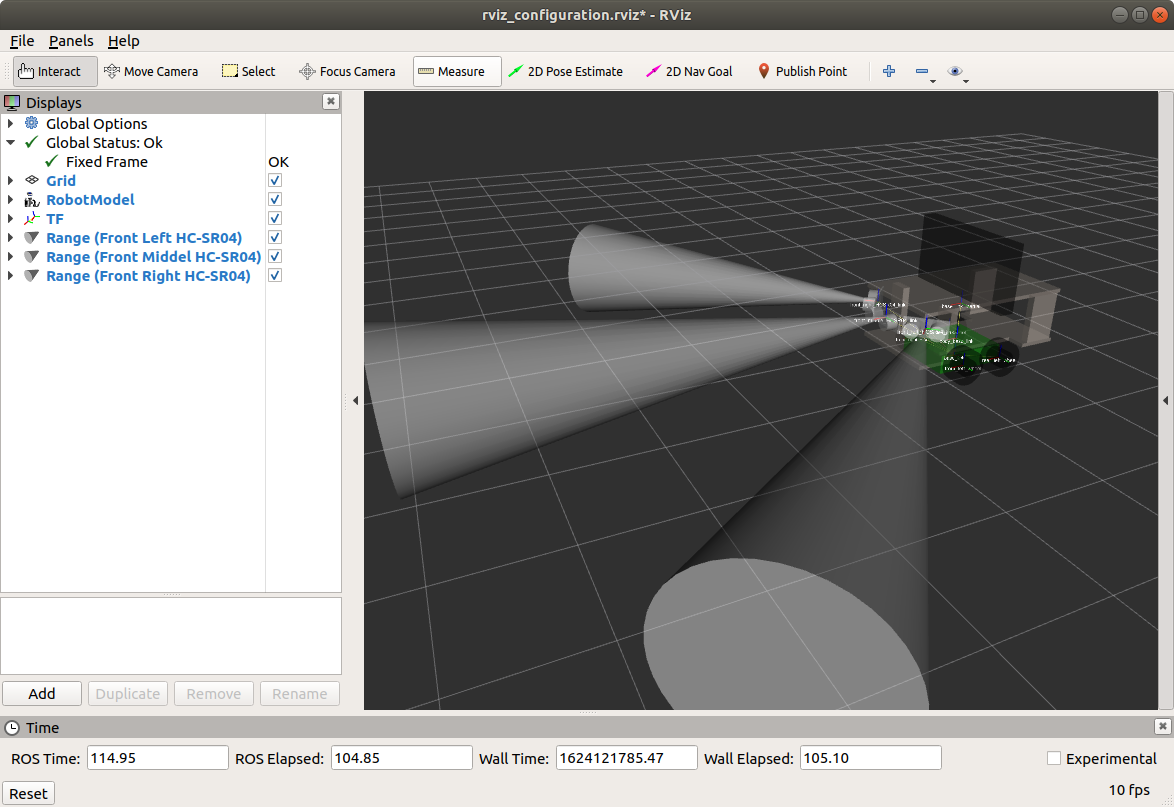 rviz_configuration.rviz* - RViz
File Panels Help
Interact Move Camera Select Focus Camera Measure 2D Pose Estimate 2D Nav Goal Publish Point
Displays
Global Options
Global Status: Ok
Fixed Frame OK
Grid
RobotModel
TF
Range (Front Left HC-SR04)
Range (Front Middel HC-SR04)
Range (Front Right HC-SR04)
Add Duplicate Remove Rename
Time
ROS Time: 114.95 ROS Elapsed: 104.85 Wall Time: 1624121785.47 Wall Elapsed: 105.10 Experimental
Reset 10 fps